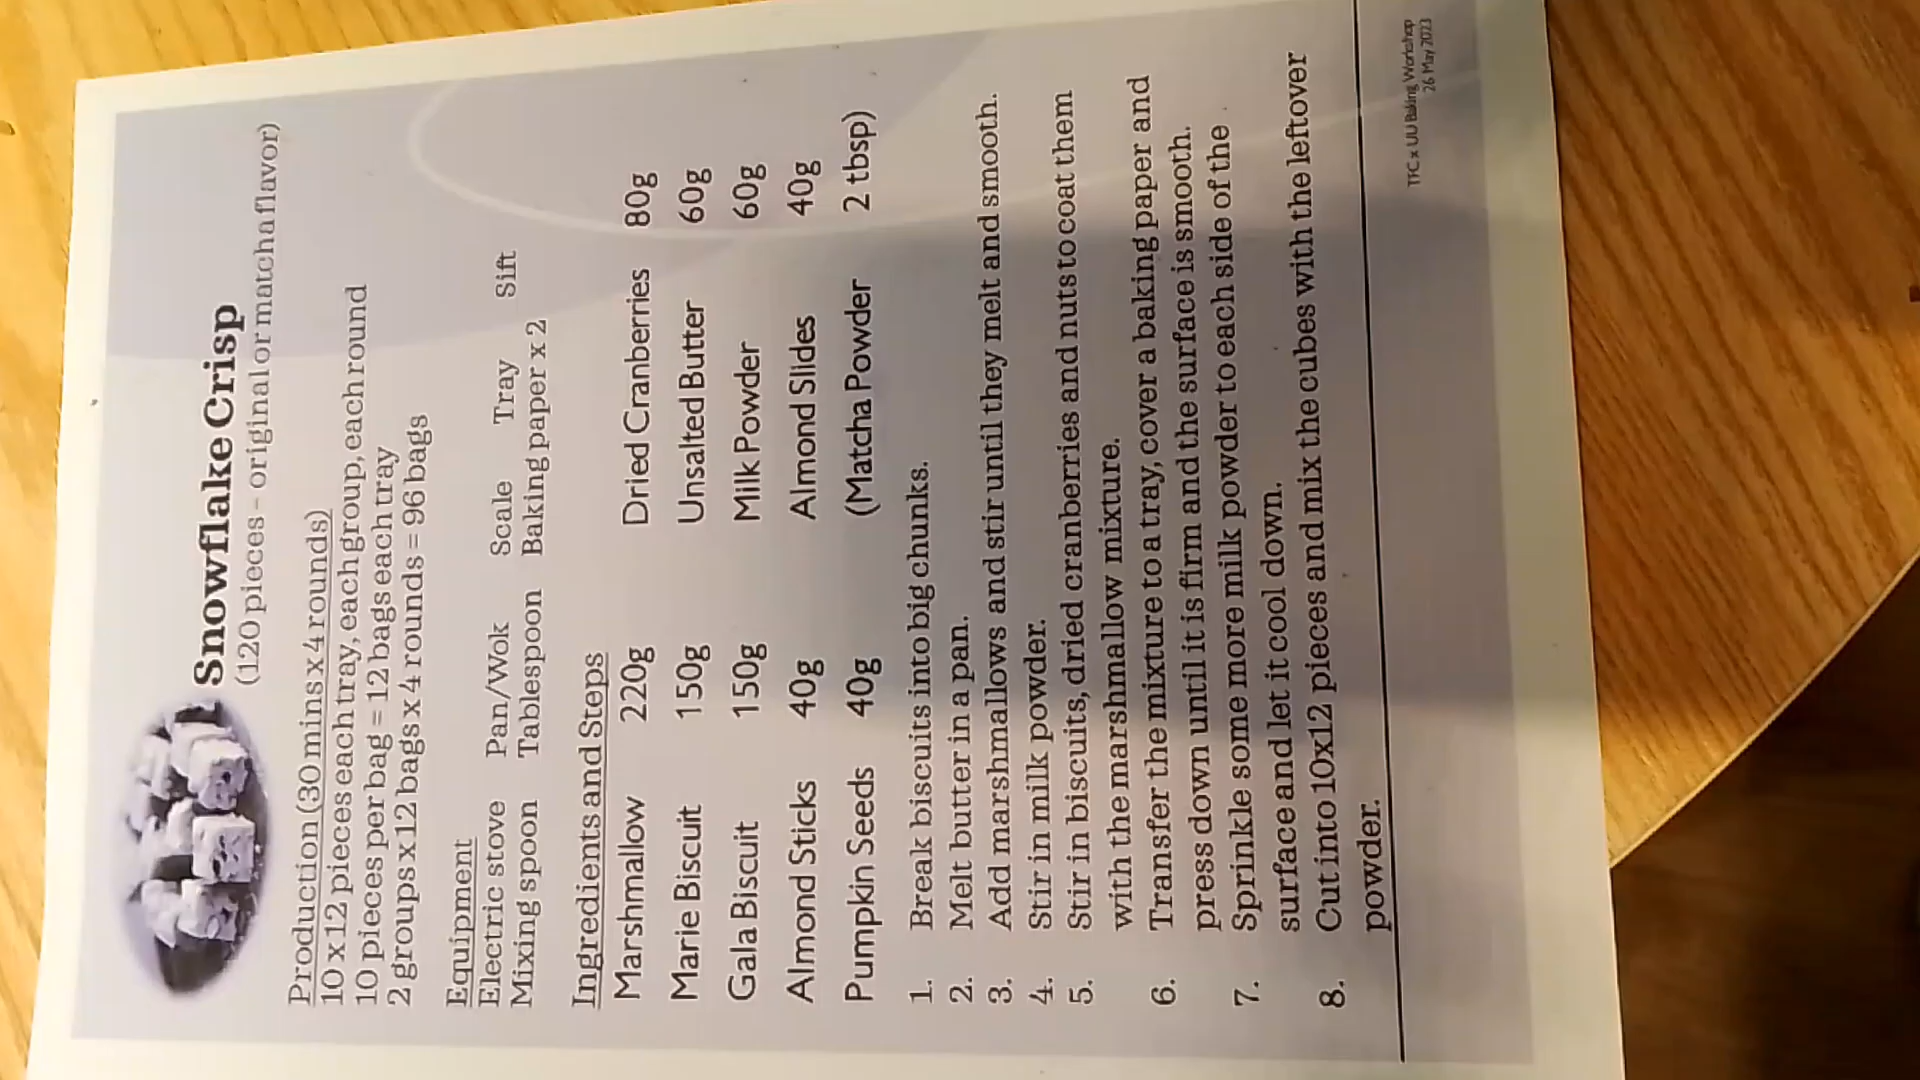 Snowflake Crisp
(120 pieces - original or matcha flavor)
Production (30 mins x 4 rounds)
10 x 12 pieces each tray, each group, each round
10 pieces per bag = 12 bags each tray
2 groups x 12 bags x 4 rounds = 96 bags
Equipment
Electric stove Pan/Wok Scale Tray Sift
Mixing spoon Tablespoon Baking paper x 2
Ingredients and Steps
Marshmallow 220g Dried Cranberries 80g
Marie Biscuit 150g Unsalted Butter 60g
Gala Biscuit 150g Milk Powder 60g
Almond Sticks 40g Almond Slides 40g
Pumpkin Seeds 40g (Matcha Powder 2 tbsp)
1. Break biscuits into big chunks.
2. Melt butter in a pan.
3. Add marshmallows and stir until they melt and smooth.
4. Stir in milk powder.
5. Stir in biscuits, dried cranberries and nuts to coat them
with the marshmallow mixture.
6. Transfer the mixture to a tray, cover a baking paper and
press down until it is firm and the surface is smooth.
7. Sprinkle some more milk powder to each side of the
surface and let it cool down.
8. Cut into 10x12 pieces and mix the cubes with the leftover
powder.
TFC x UU Baking Workshop
26 May 2023